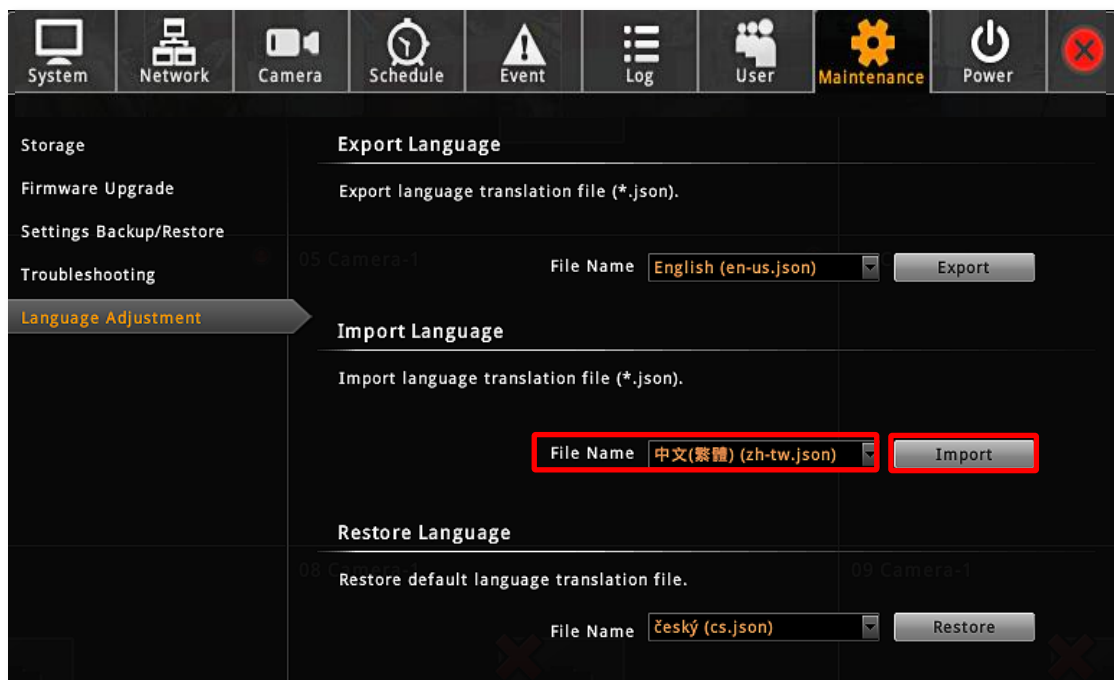 System Network Camera Schedule Event Log User Maintenance Power
Storage
Firmware Upgrade
Settings Backup/Restore
Troubleshooting
Language Adjustment
Export Language
Export language translation file (*.json).
05 Camera-1
File Name English (en-us.json) Export
Import Language
Import language translation file (*.json).
File Name 中文(繁體) (zh-tw.json) Import
Restore Language
08 Camera-1
09 Camera-1
Restore default language translation file.
File Name český (cs.json) Restore